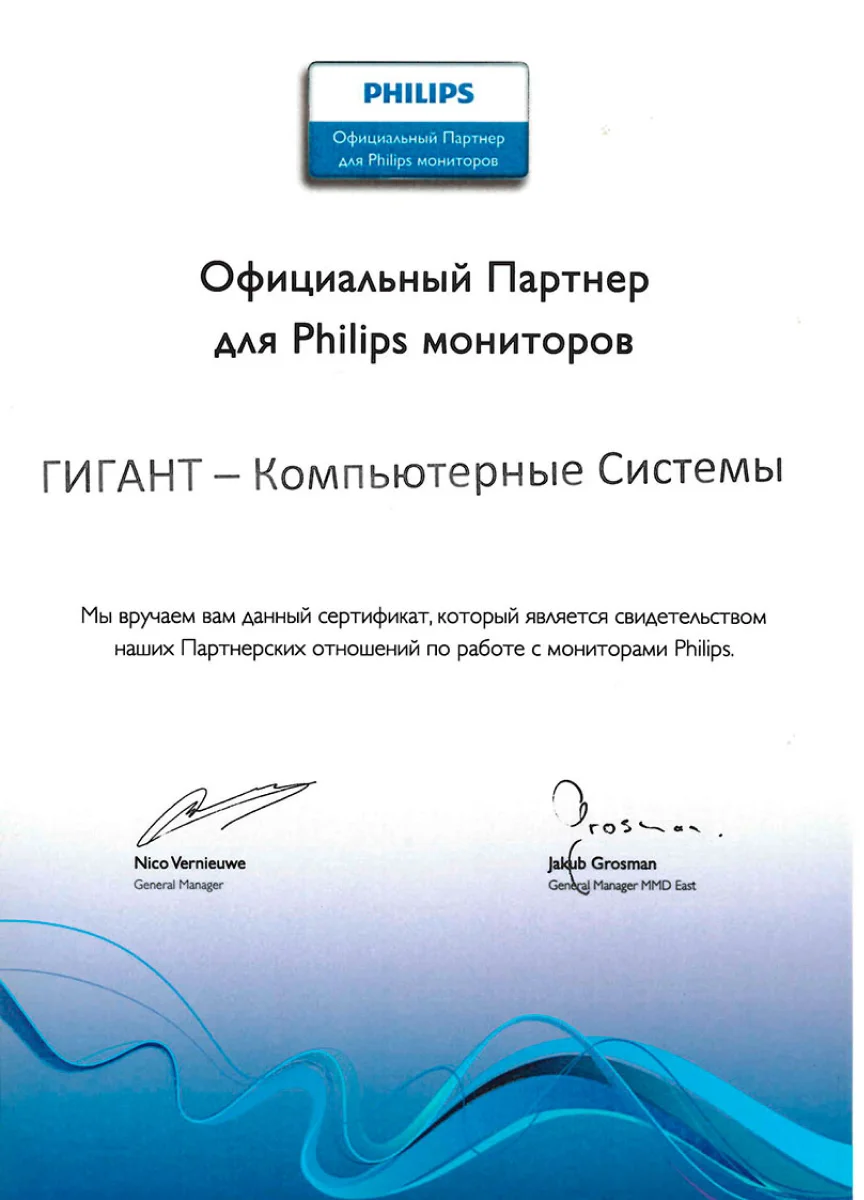 PHILIPS
Официальный Партнер
для Philips мониторов
Официальный Партнер
для Philips мониторов
ГИГАНТ – Компьютерные Системы
Мы вручаем вам данный сертификат, который является свидетельством
наших Партнерских отношений по работе с мониторами Philips.
Grosman.
Nico Vernieuwe
Jakub Grosman
General Manager
General Manager MMD East